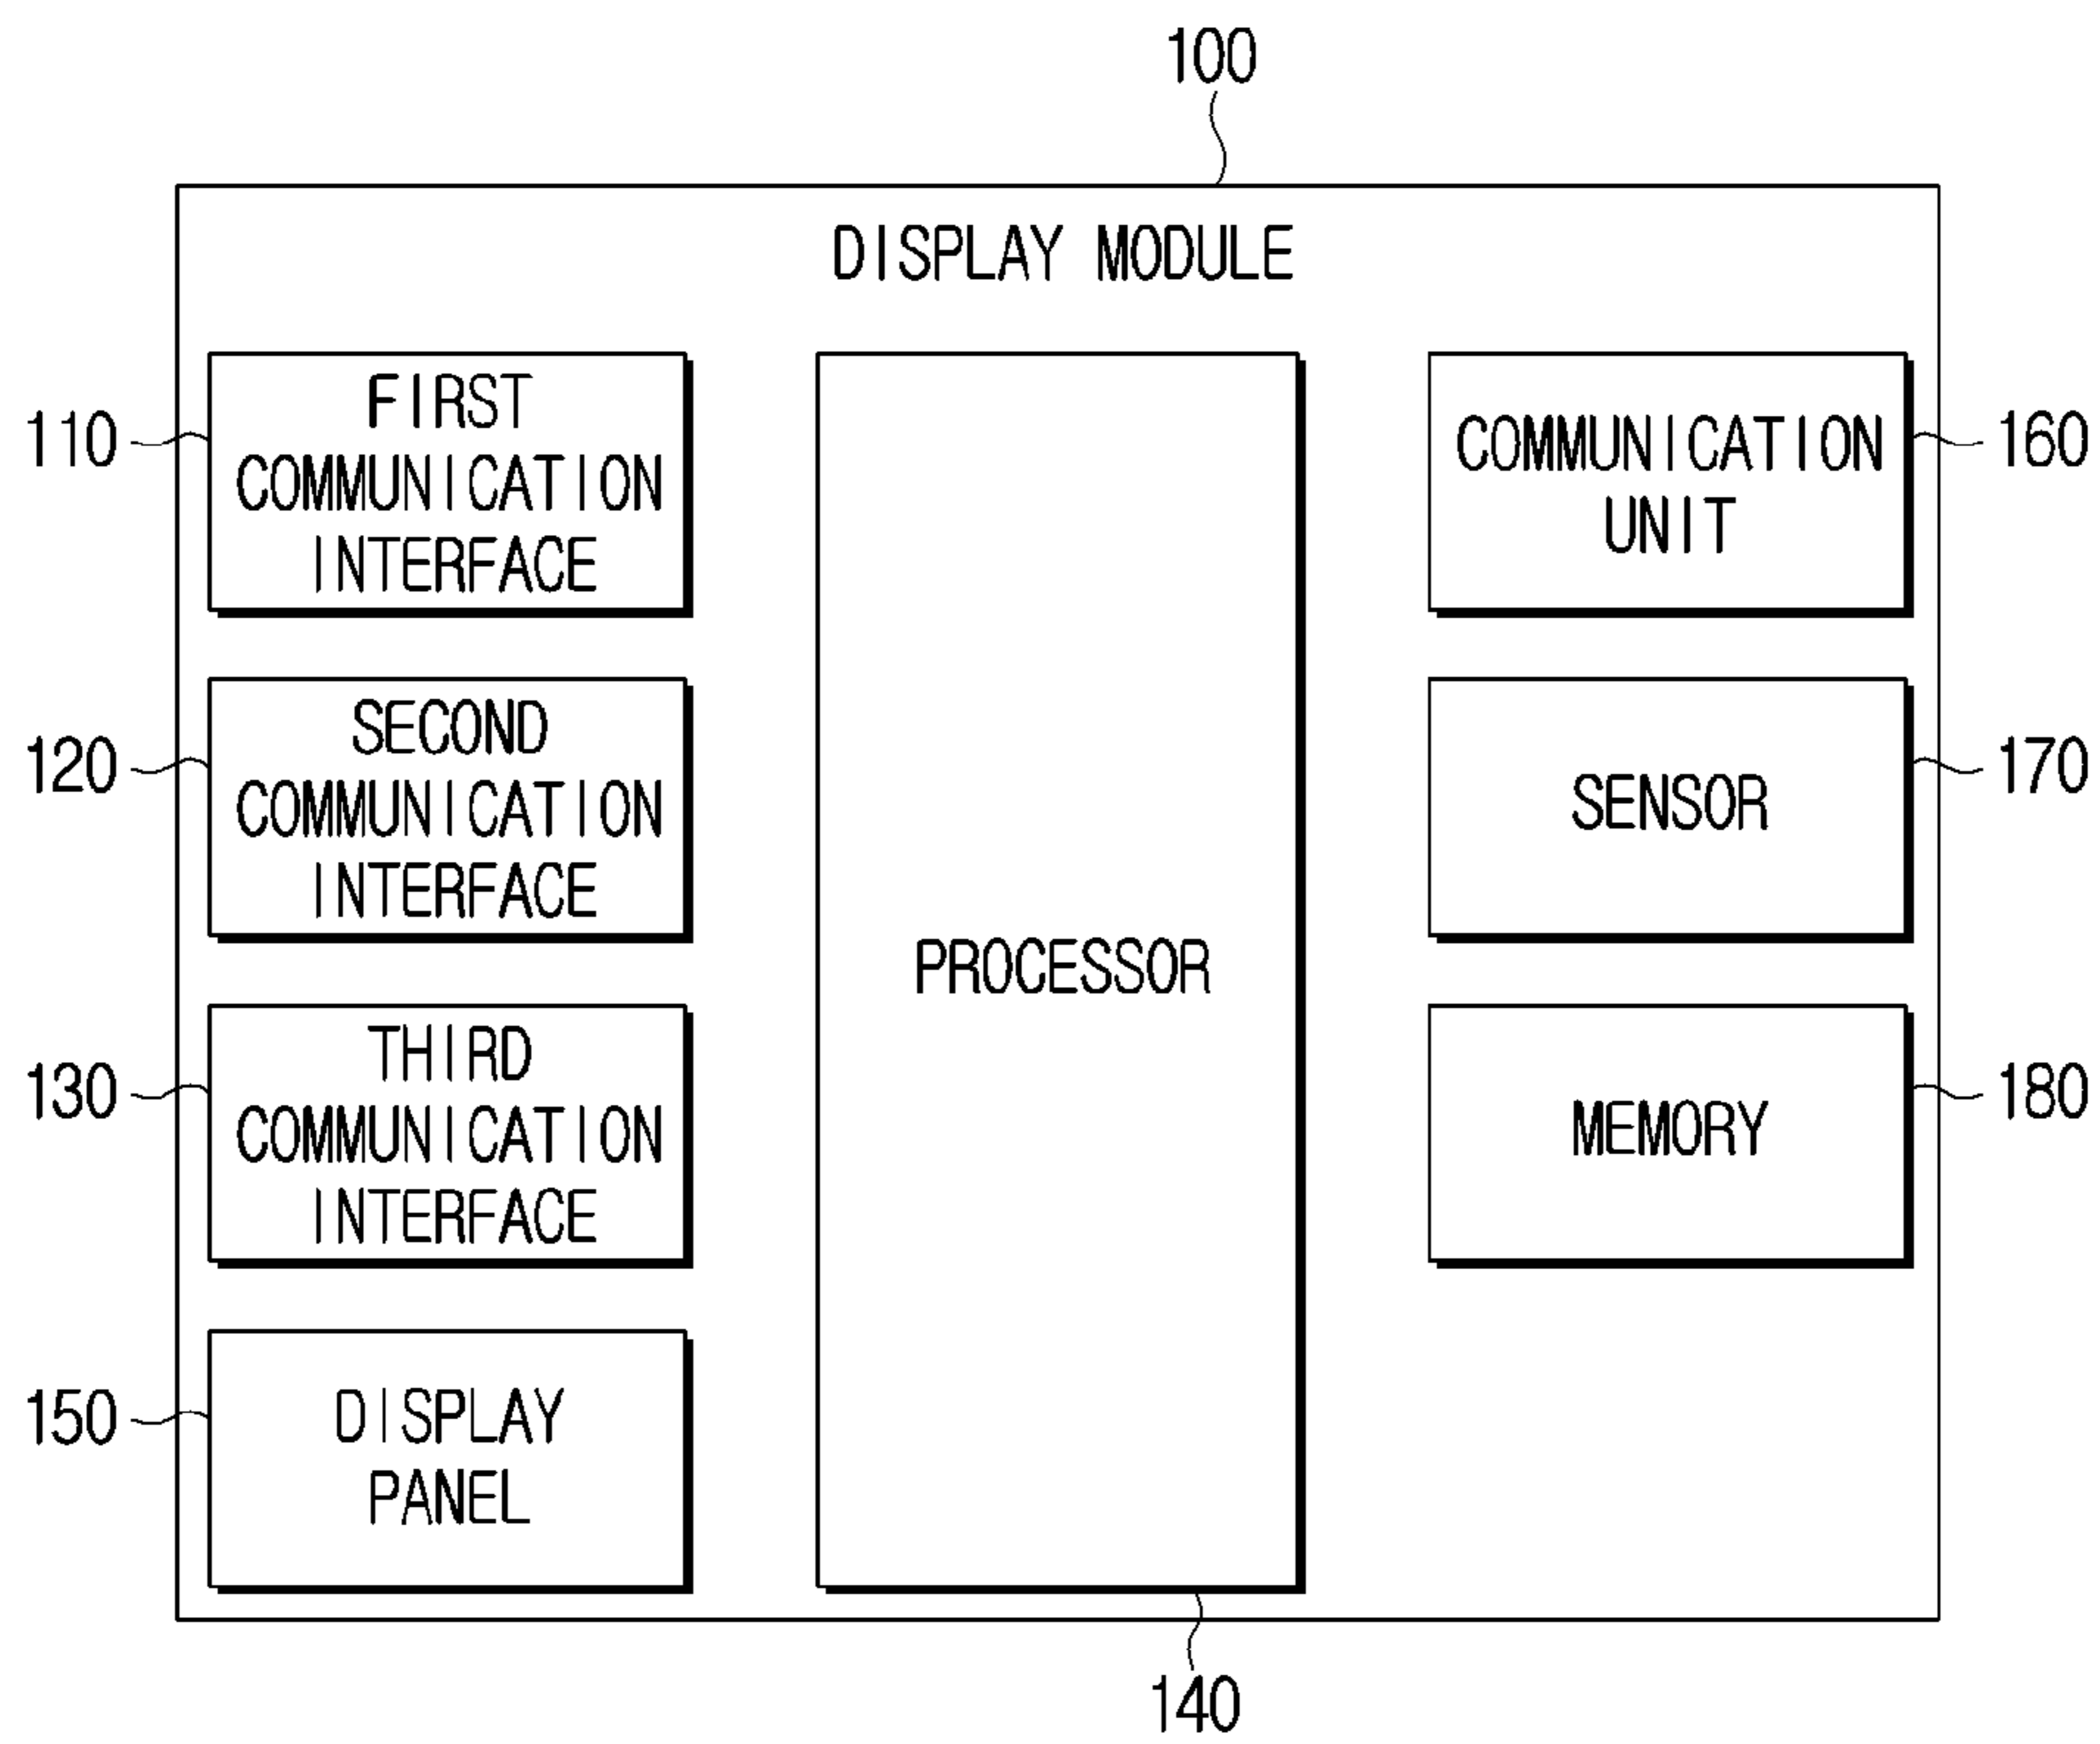 100
DISPLAY MODULE
110
FIRST
COMMUNICATION
INTERFACE
120
SECOND
COMMUNICATION
INTERFACE
130
THIRD
COMMUNICATION
INTERFACE
150
DISPLAY
PANEL
PROCESSOR
140
COMMUNICATION
UNIT
160
SENSOR
170
MEMORY
180